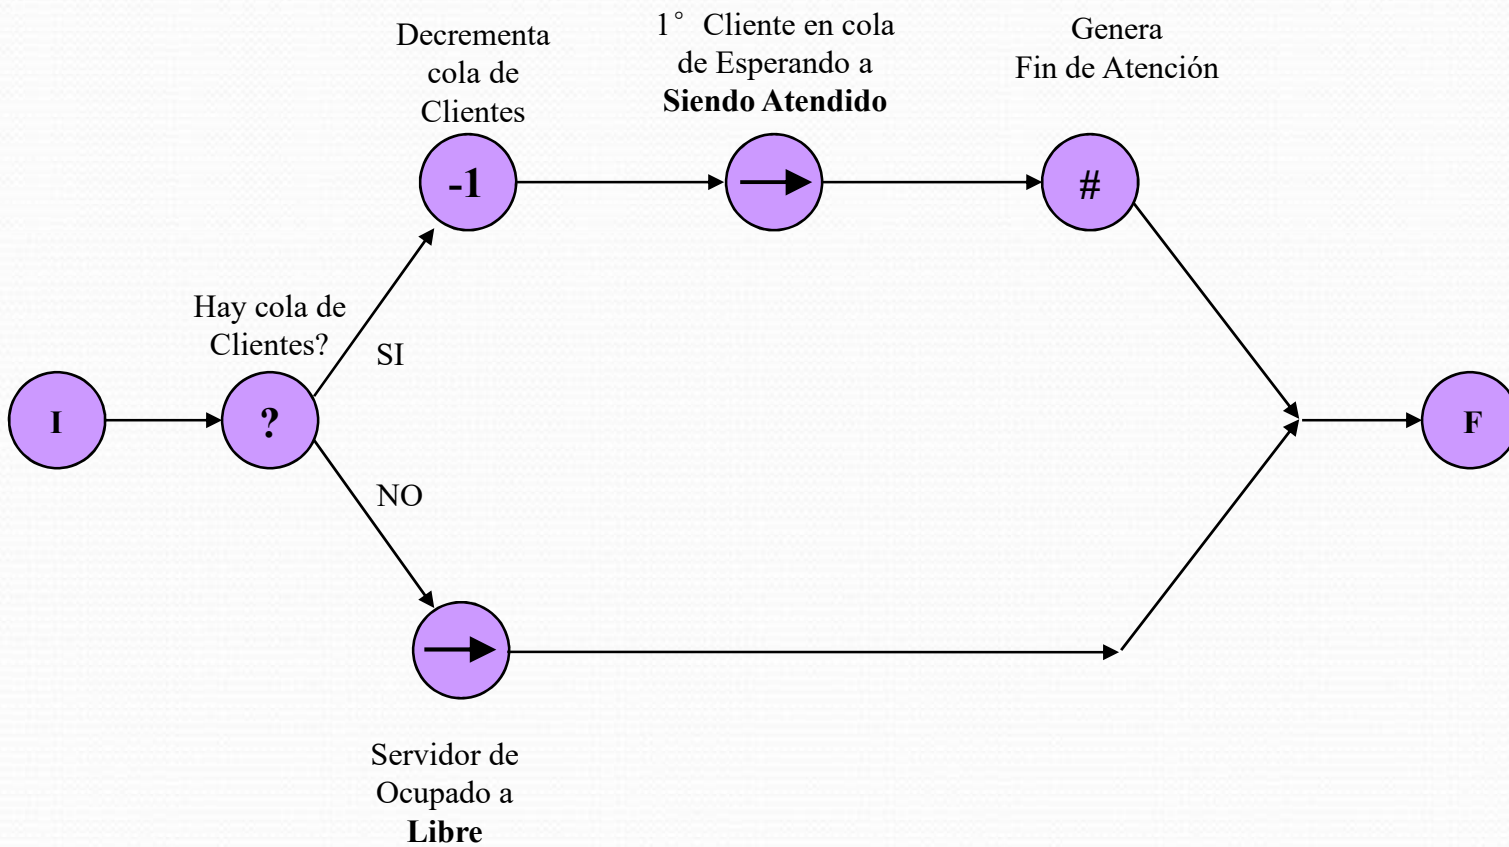 Decrementa
cola de
Clientes
1° Cliente en cola
de Esperando a
Siendo Atendido
Genera
Fin de Atención
-1
#
Hay cola de
Clientes?
SI
I
?
F
NO
Servidor de
Ocupado a
Libre